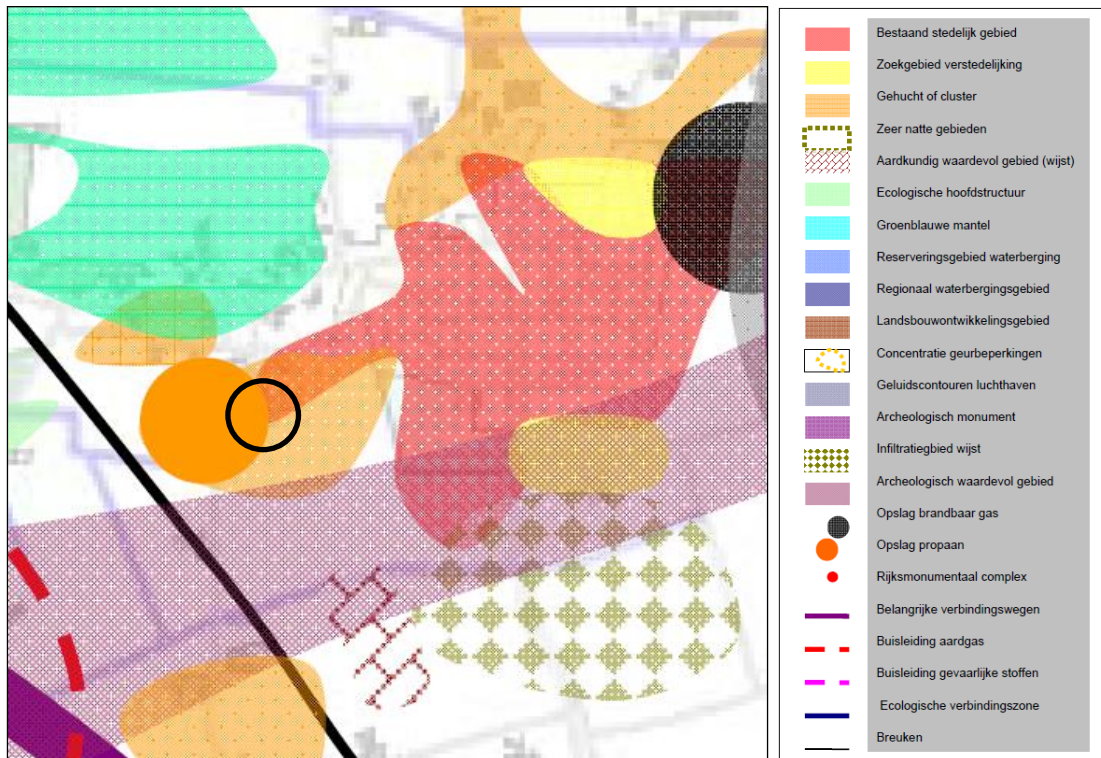 Bestaand stedelijk gebied
Zoekgebied verstedelijking
Gehucht of cluster
Zeer natte gebieden
Aardkundig waardevol gebied (wijst)
Ecologische hoofdstructuur
Groenblauwe mantel
Reserveringsgebied waterberging
Regionaal waterbergingsgebied
Landsbouwontwikkelingsgebied
Concentratie geurbeperkingen
Geluidscontouren luchthaven
Archeologisch monument
Infiltratiegbied wijst
Archeologisch waardevol gebied
Opslag brandbaar gas
Opslag propaan
Rijksmonumentaal complex
Belangrijke verbindingswegen
Buisleiding aardgas
Buisleiding gevaarlijke stoffen
Ecologische verbindingszone
Breuken